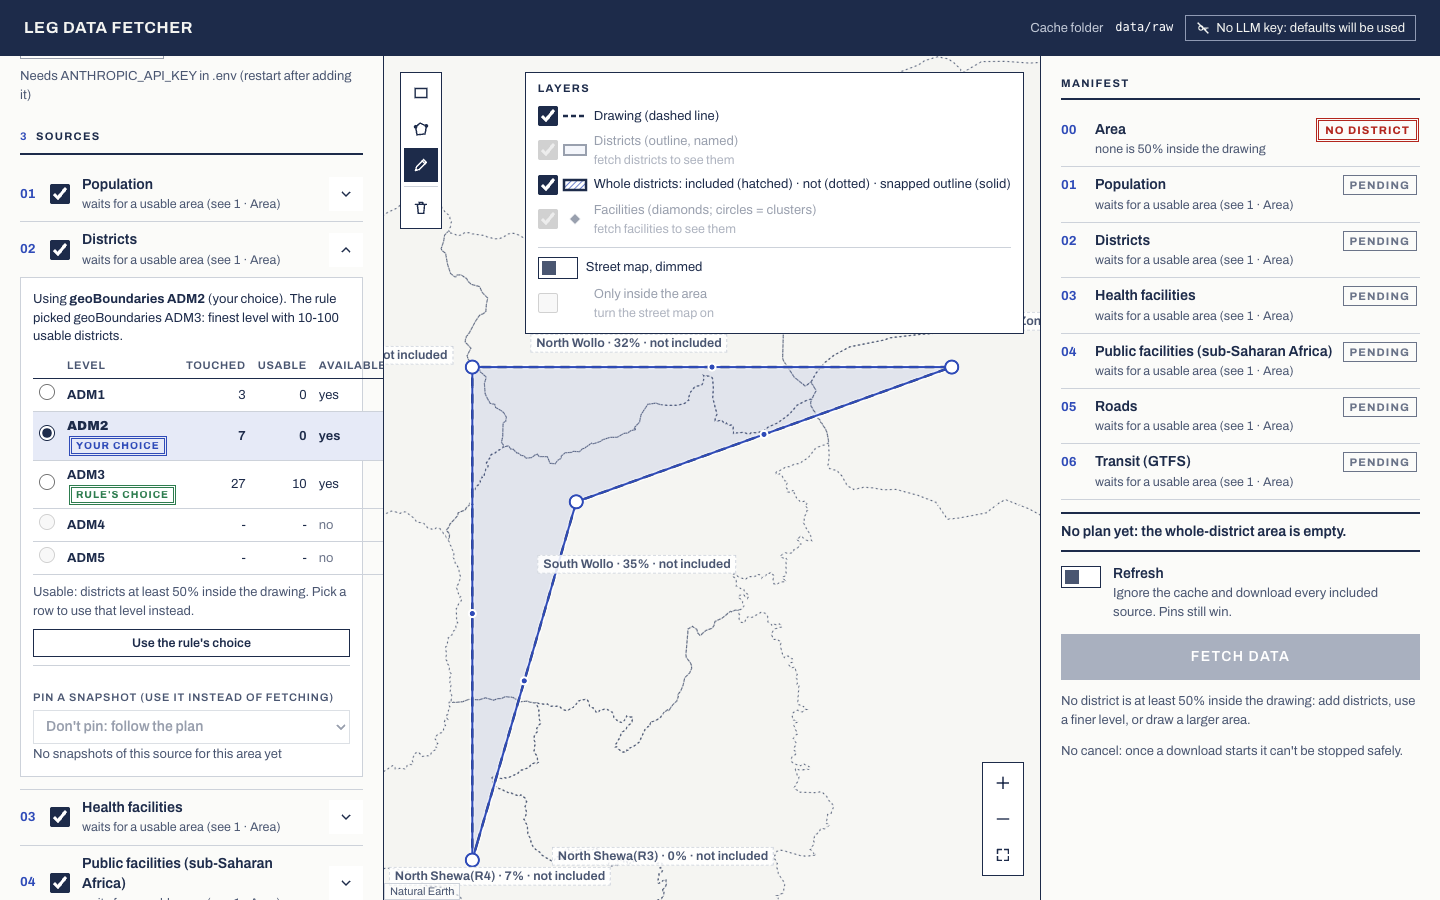 LEG DATA FETCHER
Cache folder data/raw No LLM key: defaults will be used
Needs ANTHROPIC_API_KEY in .env (restart after adding
it)
3 SOURCES
01 Population
waits for a usable area (see 1 · Area)
02 Districts
waits for a usable area (see 1 · Area)
Using geoBoundaries ADM2 (your choice). The rule
picked geoBoundaries ADM3: finest level with 10-100
usable districts.
LEVEL TOUCHED USABLE AVAILABLE
ADM1 3 0 yes
ADM2 7 0 yes
YOUR CHOICE
ADM3 27 10 yes
RULE'S CHOICE
ADM4 - - no
ADM5 - - no
Usable: districts at least 50% inside the drawing. Pick a
row to use that level instead.
Use the rule's choice
PIN A SNAPSHOT (USE IT INSTEAD OF FETCHING)
Don't pin: follow the plan
No snapshots of this source for this area yet
03 Health facilities
waits for a usable area (see 1 · Area)
04 Public facilities (sub-Saharan
Africa)
LAYERS
Drawing (dashed line)
Districts (outline, named)
fetch districts to see them
Whole districts: included (hatched) · not (dotted) · snapped outline (solid)
Facilities (diamonds; circles = clusters)
fetch facilities to see them
Street map, dimmed
Only inside the area
turn the street map on
North Wollo · 32% · not included
included
South Wollo · 35% · not included
North Shewa(R3) · 0% · not included
North Shewa(R4) · 7% · not included
Natural Earth
MANIFEST
00 Area NO DISTRICT
none is 50% inside the drawing
01 Population PENDING
waits for a usable area (see 1 · Area)
02 Districts PENDING
waits for a usable area (see 1 · Area)
03 Health facilities PENDING
waits for a usable area (see 1 · Area)
04 Public facilities (sub-Saharan Africa) PENDING
waits for a usable area (see 1 · Area)
05 Roads PENDING
waits for a usable area (see 1 · Area)
06 Transit (GTFS) PENDING
waits for a usable area (see 1 · Area)
No plan yet: the whole-district area is empty.
Refresh
Ignore the cache and download every included
source. Pins still win.
FETCH DATA
No district is at least 50% inside the drawing: add districts, use
a finer level, or draw a larger area.
No cancel: once a download starts it can't be stopped safely.